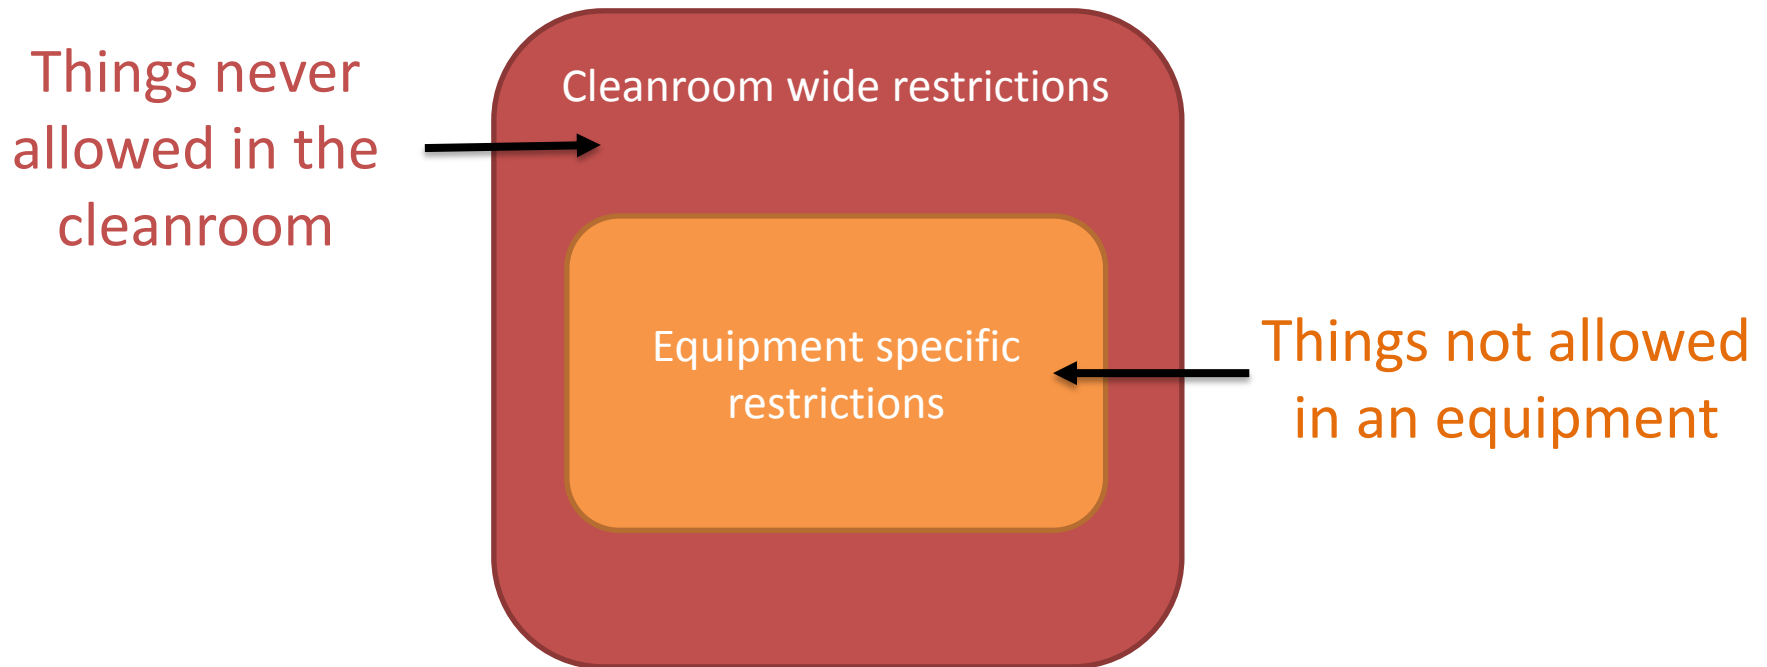 Things never
allowed in the
cleanroom
Cleanroom wide restrictions
Equipment specific
restrictions
Things not allowed
in an equipment